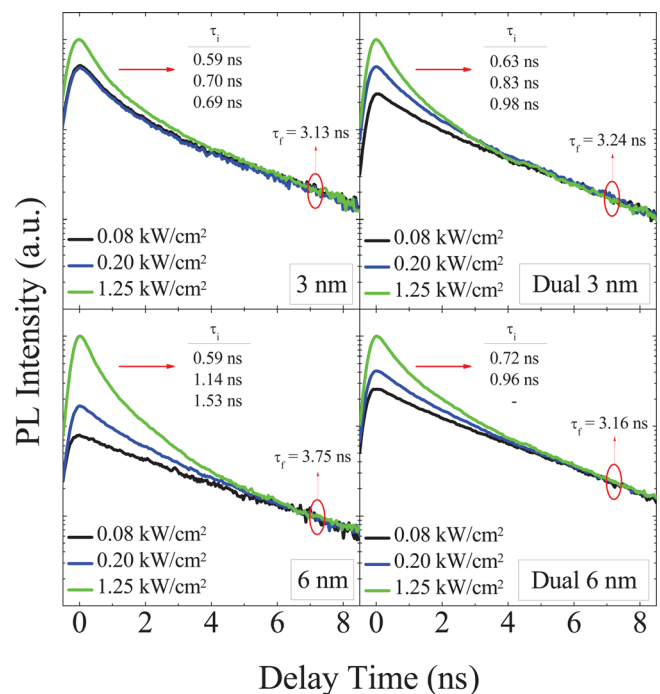 PL Intensity (a.u.)
τi
0.59 ns
0.70 ns
0.69 ns
τf = 3.13 ns
0.08 kW/cm²
0.20 kW/cm²
1.25 kW/cm²
3 nm
τi
0.63 ns
0.83 ns
0.98 ns
τf = 3.24 ns
0.08 kW/cm²
0.20 kW/cm²
1.25 kW/cm²
Dual 3 nm
τi
0.59 ns
1.14 ns
1.53 ns
τf = 3.75 ns
0.08 kW/cm²
0.20 kW/cm²
1.25 kW/cm²
6 nm
τi
0.72 ns
0.96 ns
-
τf = 3.16 ns
0.08 kW/cm²
0.20 kW/cm²
1.25 kW/cm²
Dual 6 nm
0 2 4 6 8 0 2 4 6 8
Delay Time (ns)